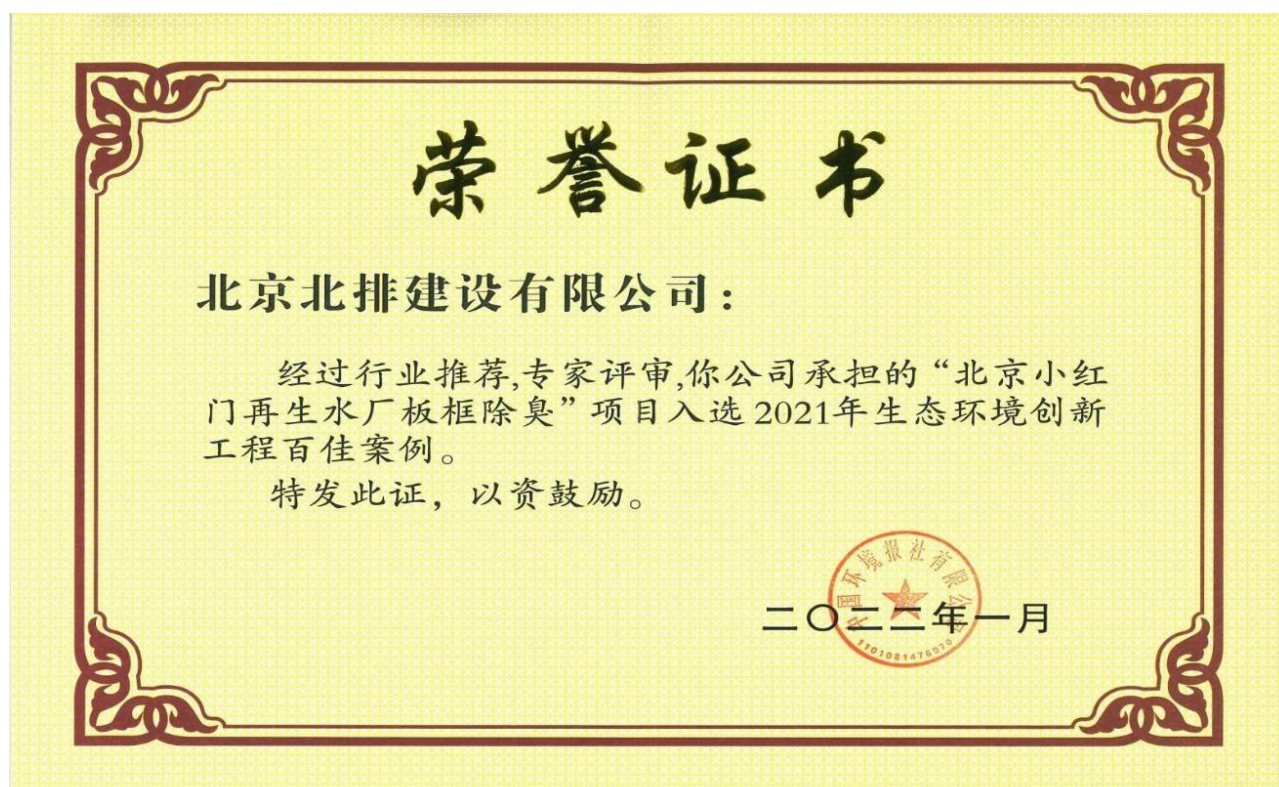 荣誉证书
北京北排建设有限公司：
经过行业推荐,专家评审,你公司承担的“北京小红
门再生水厂板框除臭”项目入选2021年生态环境创新
工程百佳案例。
特发此证，以资鼓励。
中国环境报社有限公司
二〇二二年一月
1101081476970